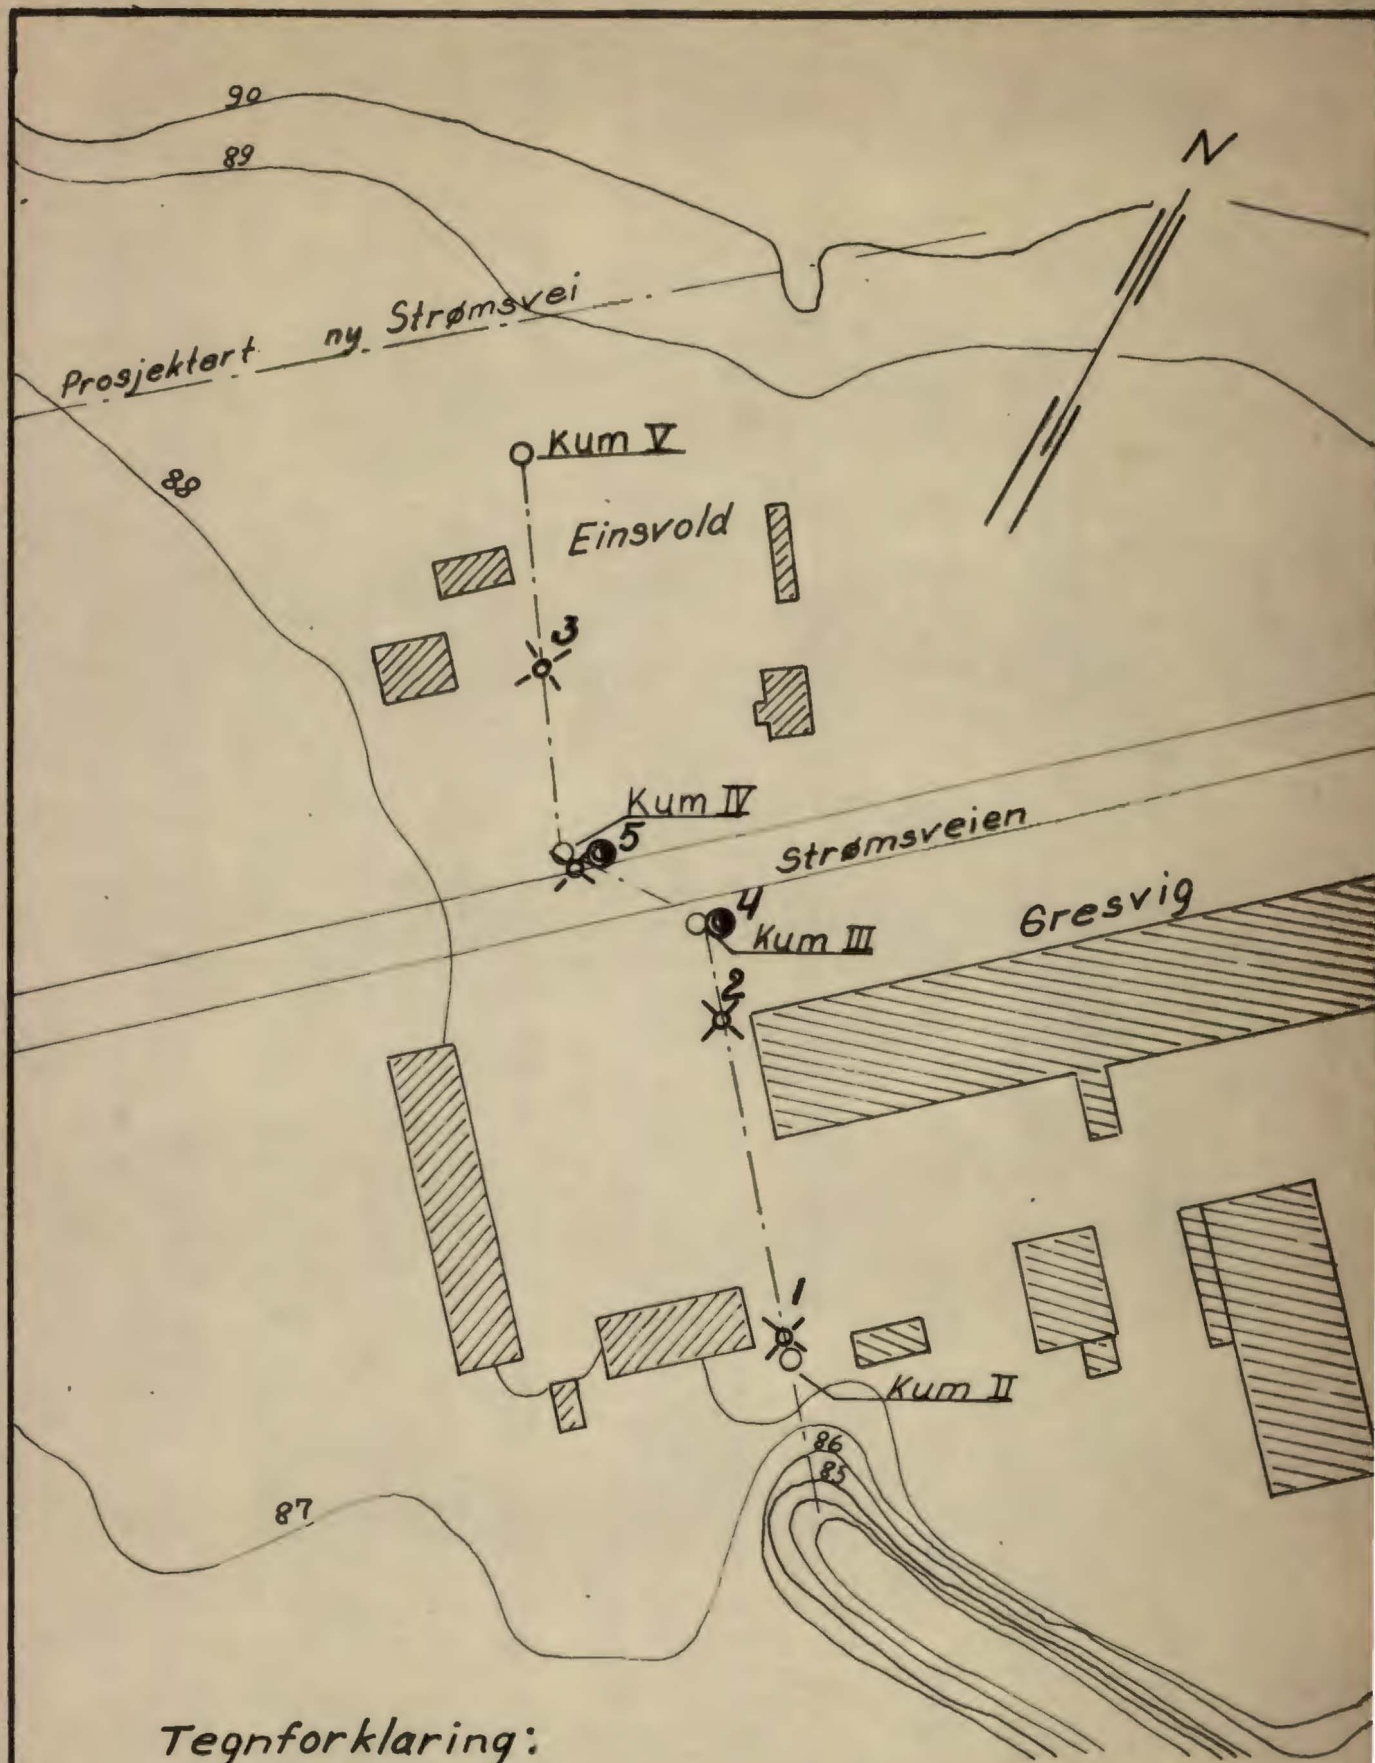 90
89
N
Prosjektert ny Strømsvei
88
Kum V
Einsvold
3
Kum IV
5
Strømsveien
4
Kum III
Gresvig
2
1
Kum II
86
85
87
Tegnforklaring: